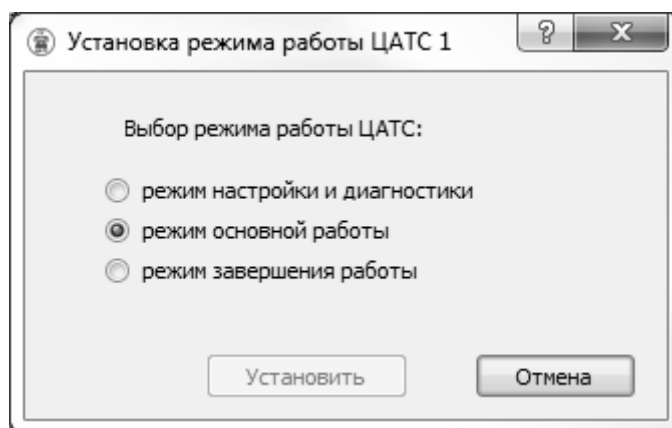 Установка режима работы ЦАТС 1
Выбор режима работы ЦАТС:
режим настройки и диагностики
режим основной работы
режим завершения работы
Установить Отмена